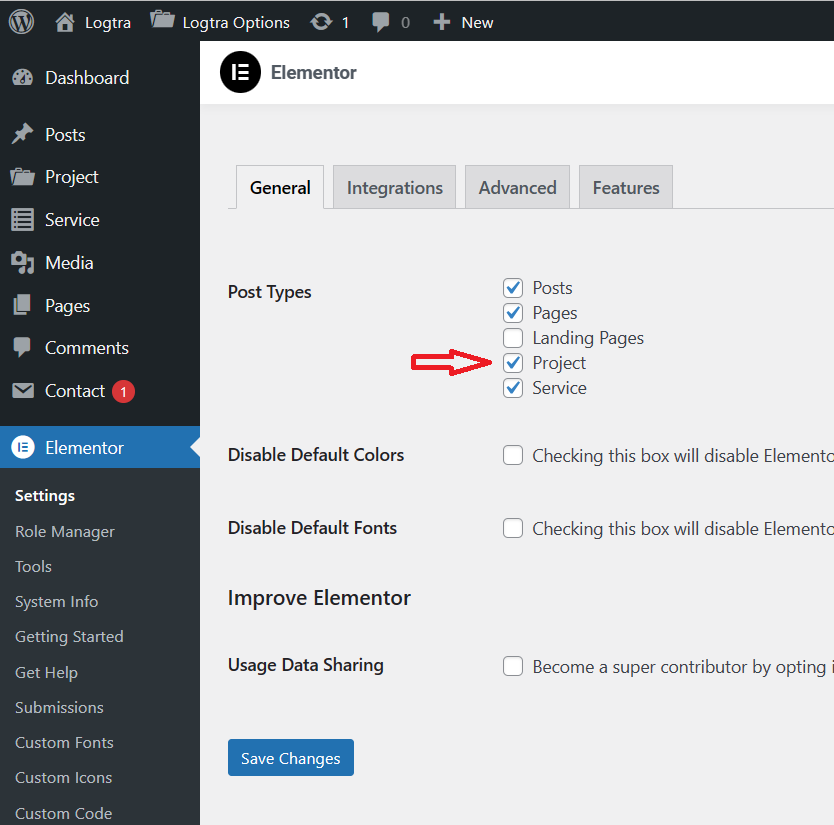 Logtra
Logtra Options
1
0
New
Dashboard
Posts
Project
Service
Media
Pages
Comments
Contact 1
Elementor
Settings
Role Manager
Tools
System Info
Getting Started
Get Help
Submissions
Custom Fonts
Custom Icons
Custom Code
Elementor
General
Integrations
Advanced
Features
Post Types
Posts
Pages
Landing Pages
Project
Service
Disable Default Colors
Checking this box will disable Elemento
Disable Default Fonts
Checking this box will disable Elemento
Improve Elementor
Usage Data Sharing
Become a super contributor by opting i
Save Changes